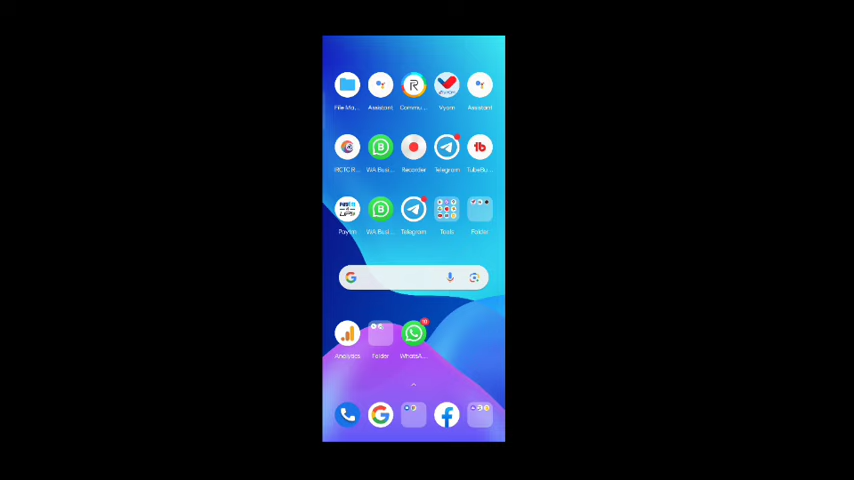 File Ma... Assistant Commu... Vyapar Assistant
IRCTC R... WA Busi... Recorder Telegram TubeBu...
Paytm WA Busi... Telegram Tools Folder
Analytics Folder WhatsA...